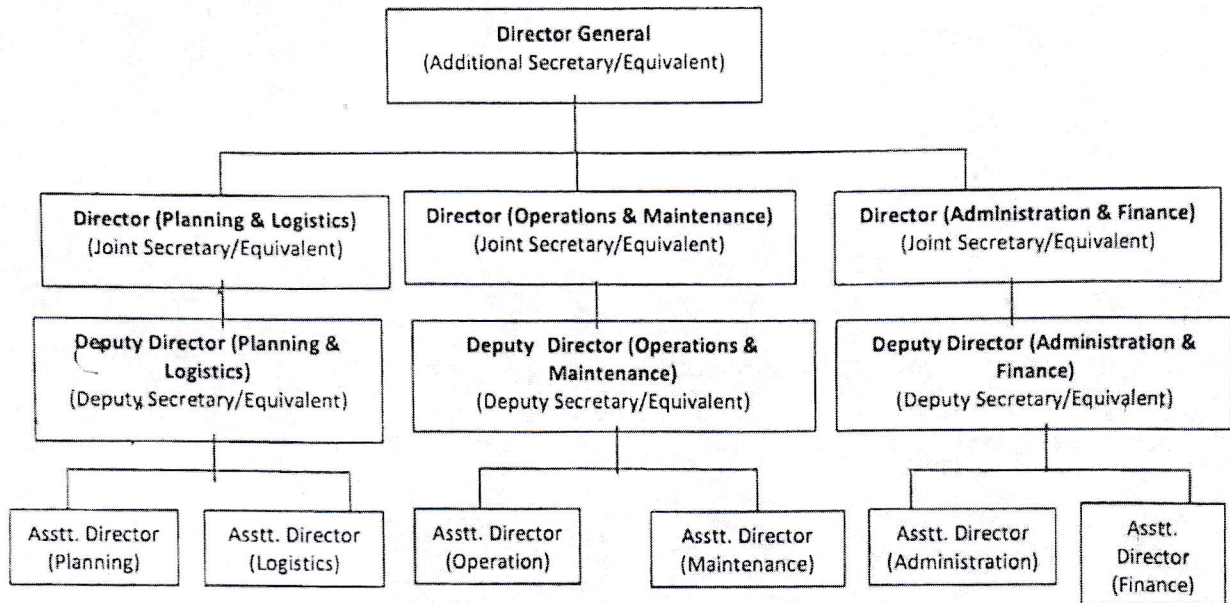 Director General
(Additional Secretary/Equivalent)
Director (Planning & Logistics)
(Joint Secretary/Equivalent)
Director (Operations & Maintenance)
(Joint Secretary/Equivalent)
Director (Administration & Finance)
(Joint Secretary/Equivalent)
Deputy Director (Planning &
Logistics)
(Deputy Secretary/Equivalent)
Deputy Director (Operations &
Maintenance)
(Deputy Secretary/Equivalent)
Deputy Director (Administration &
Finance)
(Deputy Secretary/Equivalent)
Asstt. Director
(Planning)
Asstt. Director
(Logistics)
Asstt. Director
(Operation)
Asstt. Director
(Maintenance)
Asstt. Director
(Administration)
Asstt.
Director
(Finance)